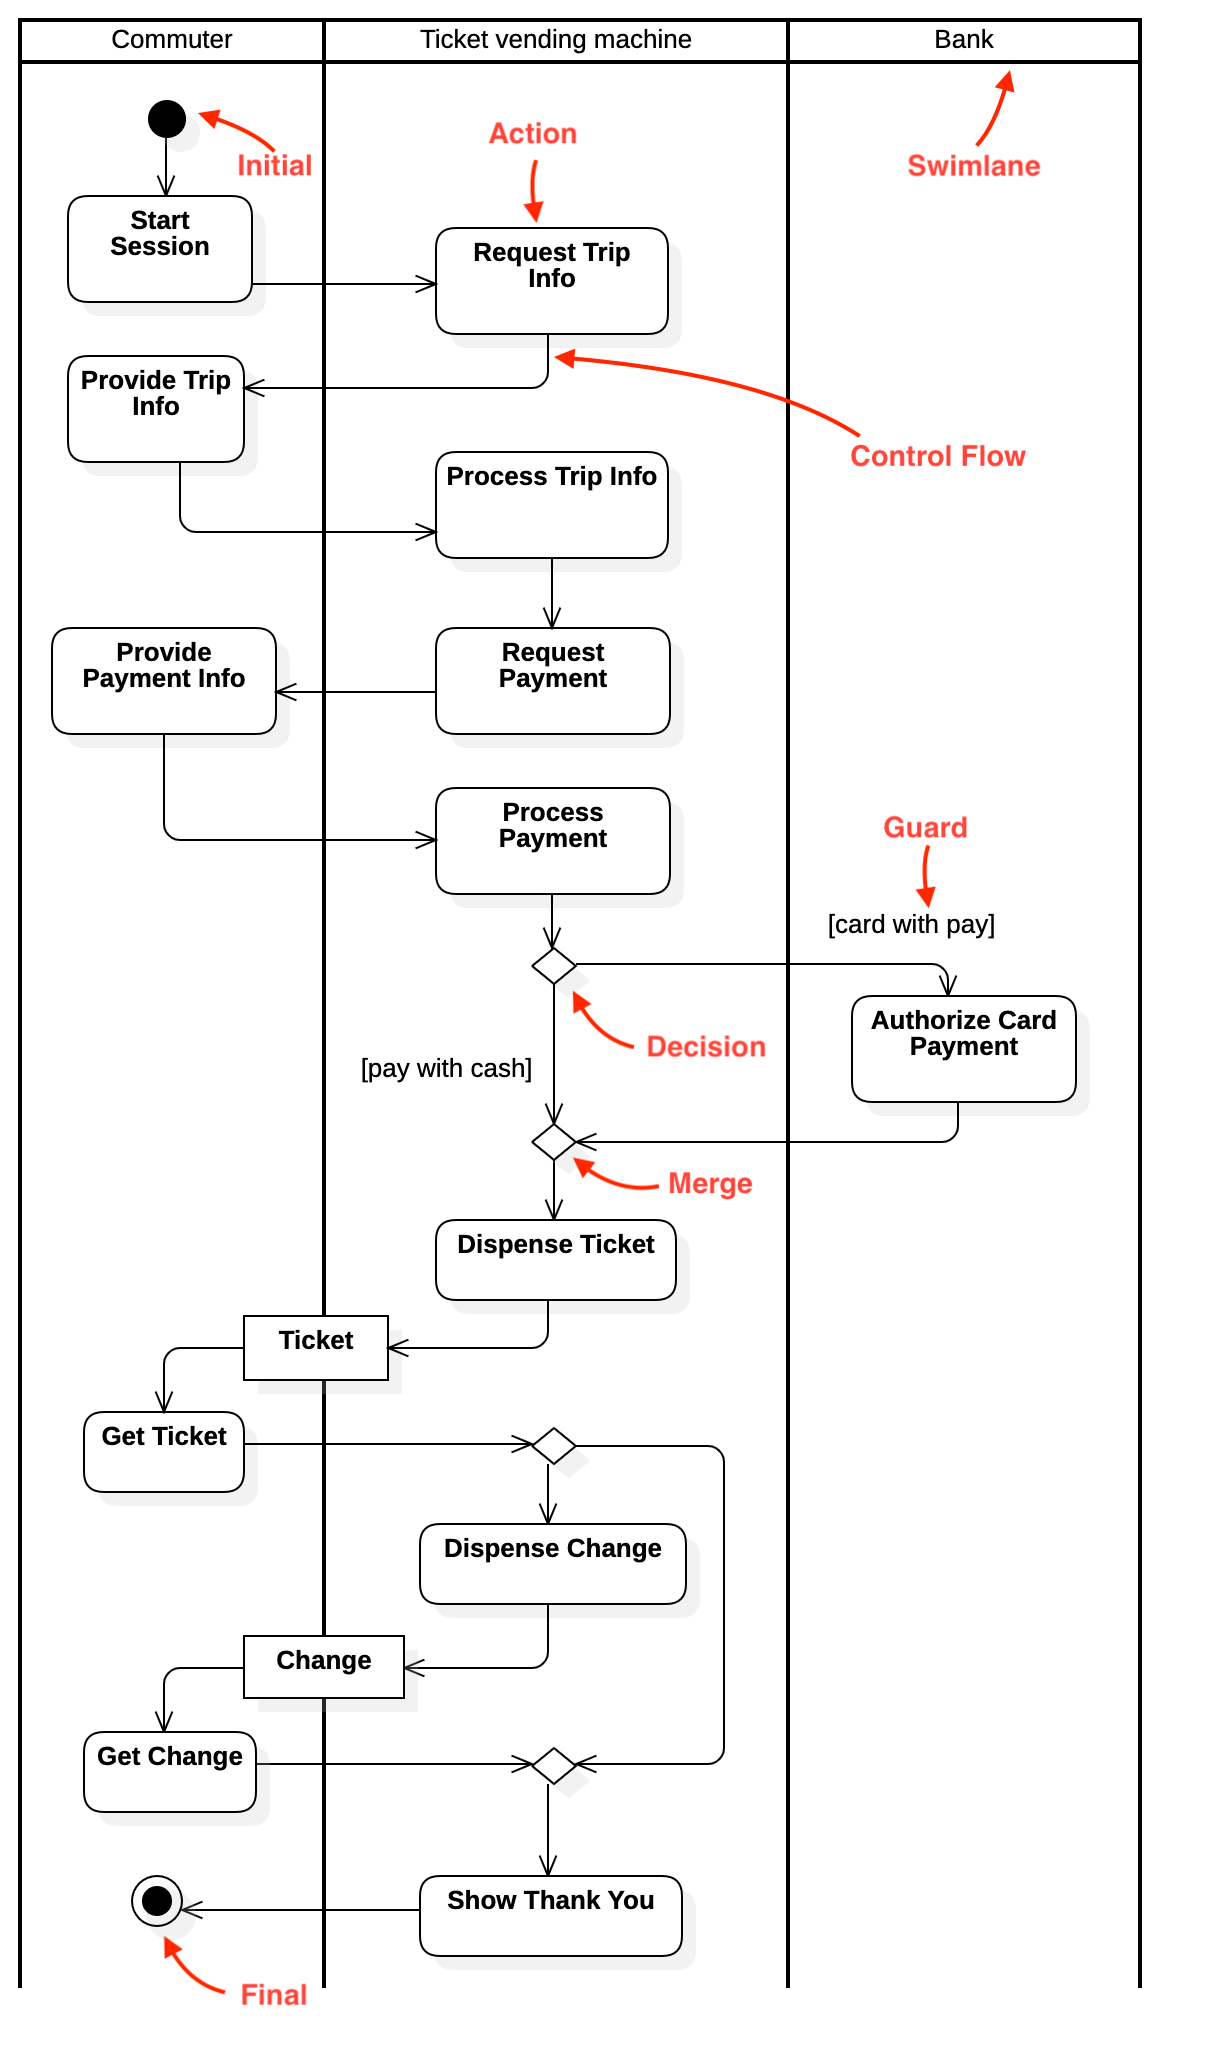 Commuter
Ticket vending machine
Bank
Action
Initial
Swimlane
Start
Session
Request Trip
Info
Provide Trip
Info
Control Flow
Process Trip Info
Provide
Payment Info
Request
Payment
Process
Payment
Guard
[card with pay]
Authorize Card
Payment
Decision
[pay with cash]
Merge
Dispense Ticket
Ticket
Get Ticket
Dispense Change
Change
Get Change
Show Thank You
Final